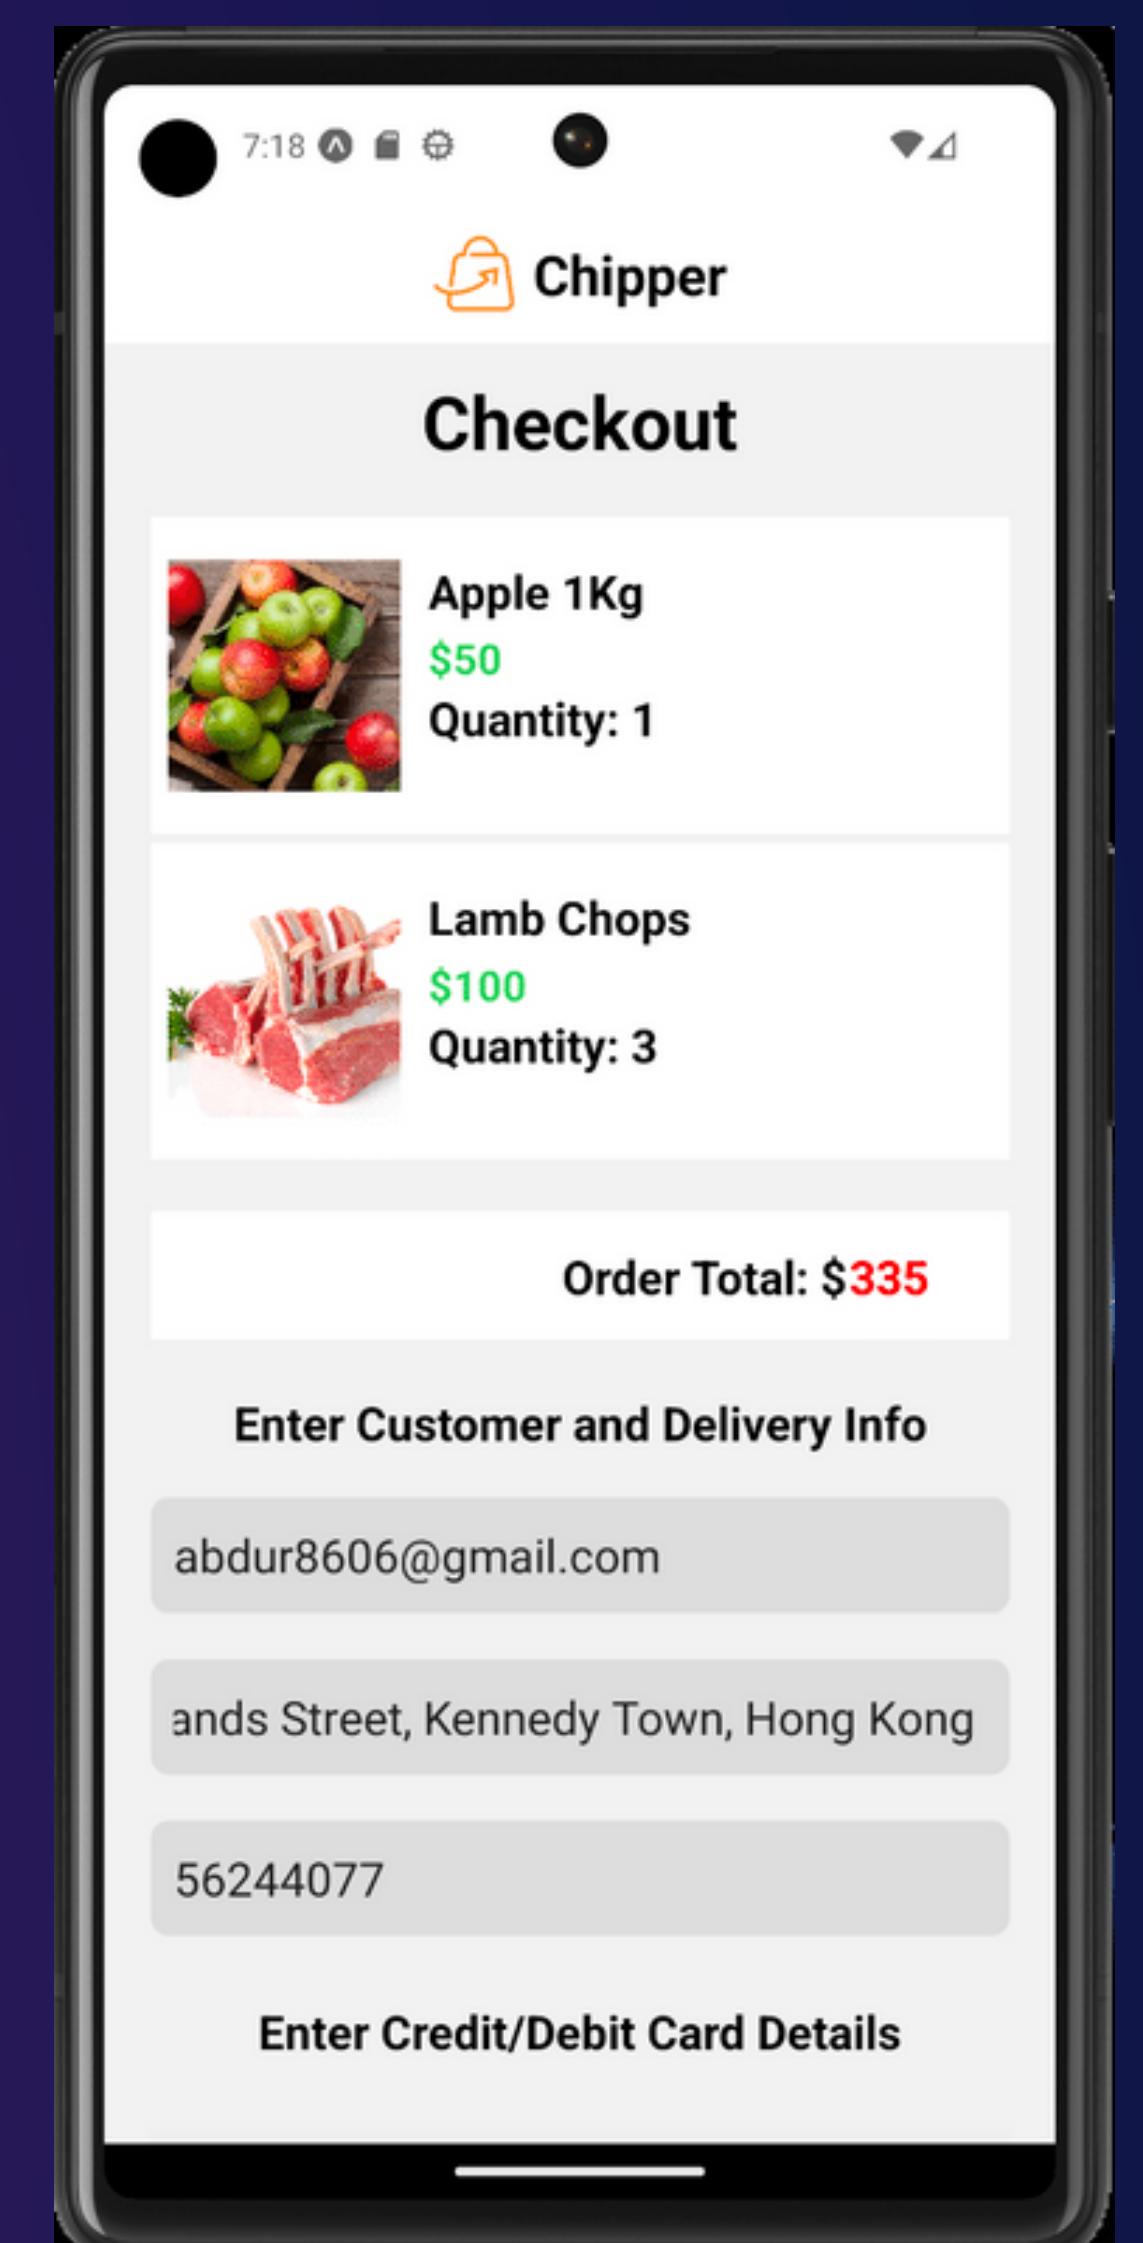 7:18
Chipper
Checkout
Apple 1Kg
$50
Quantity: 1
Lamb Chops
$100
Quantity: 3
Order Total: $335
Enter Customer and Delivery Info
abdur8606@gmail.com
ands Street, Kennedy Town, Hong Kong
56244077
Enter Credit/Debit Card Details